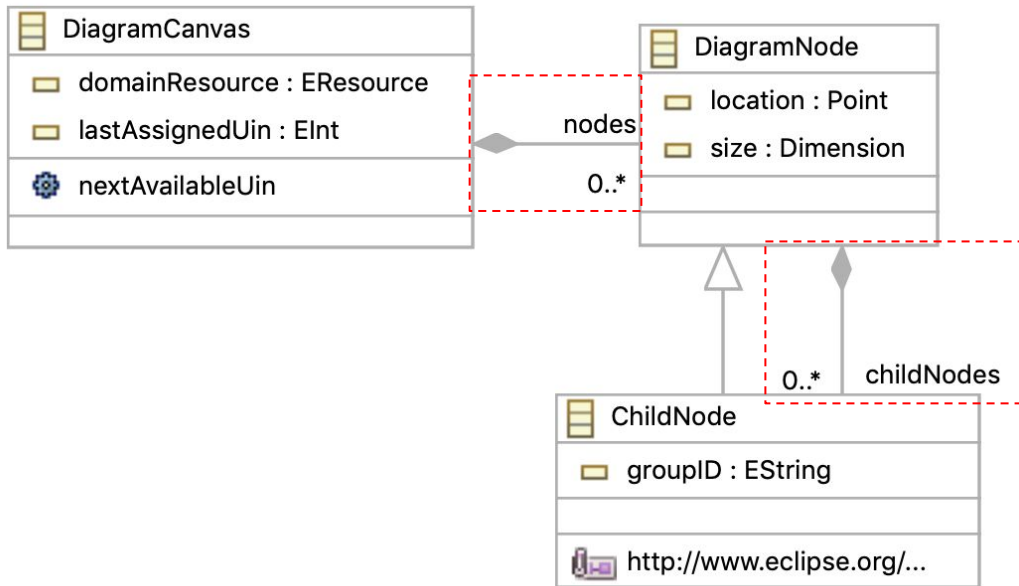 DiagramCanvas
domainResource : EResource
lastAssignedUin : EInt
nextAvailableUin
nodes
0..*
DiagramNode
location : Point
size : Dimension
0..*
childNodes
ChildNode
groupID : EString
http://www.eclipse.org/...